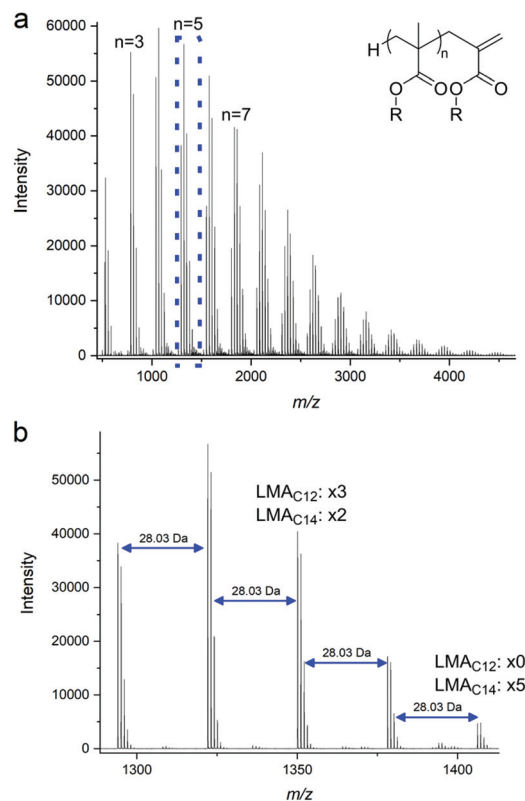 a
60000
50000
40000
30000
20000
10000
0
Intensity
n=3
n=5
n=7
H
n
O
O
O
O
R
R
1000
2000
3000
4000
m/z
b
50000
40000
30000
20000
10000
0
Intensity
28.03 Da
28.03 Da
28.03 Da
28.03 Da
LMAC12: x3
LMAC14: x2
LMAC12: x0
LMAC14: x5
1300
1350
1400
m/z